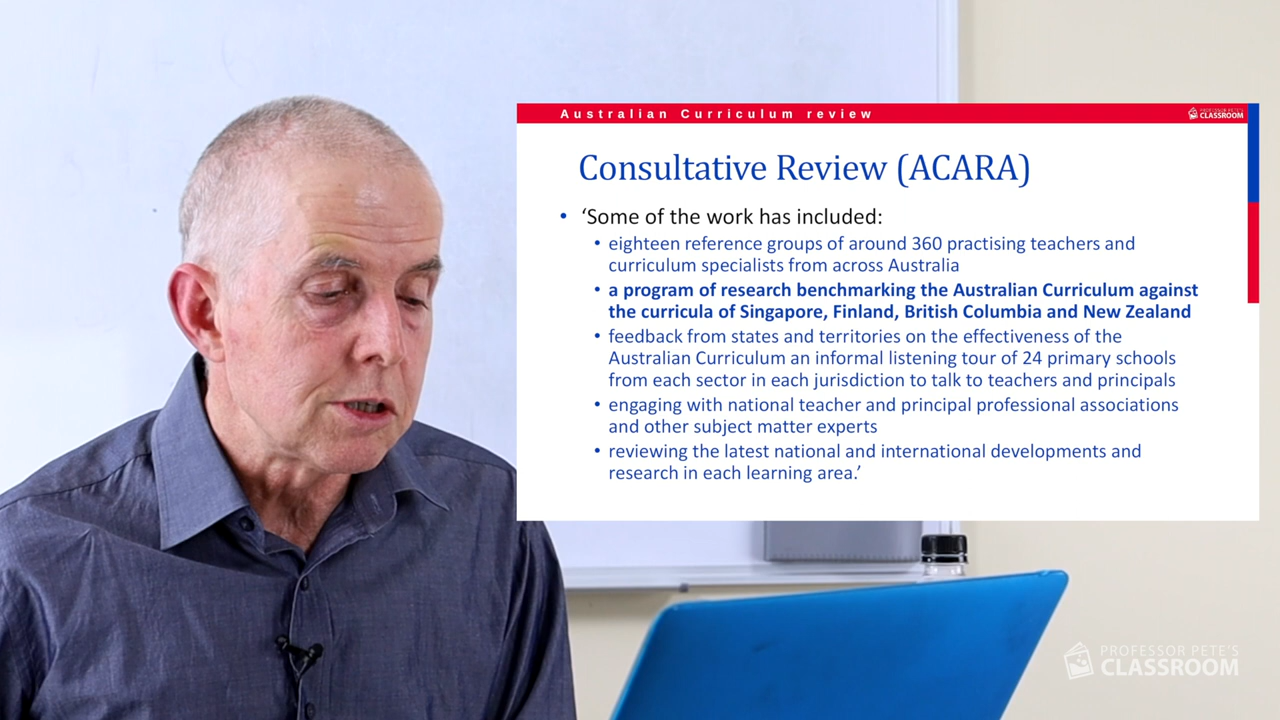 Australian Curriculum review
PROFESSOR PETE'S
CLASSROOM
Consultative Review (ACARA)
• ‘Some of the work has included:
• eighteen reference groups of around 360 practising teachers and
curriculum specialists from across Australia
• a program of research benchmarking the Australian Curriculum against
the curricula of Singapore, Finland, British Columbia and New Zealand
• feedback from states and territories on the effectiveness of the
Australian Curriculum an informal listening tour of 24 primary schools
from each sector in each jurisdiction to talk to teachers and principals
• engaging with national teacher and principal professional associations
and other subject matter experts
• reviewing the latest national and international developments and
research in each learning area.’
PROFESSOR PETE'S
CLASSROOM